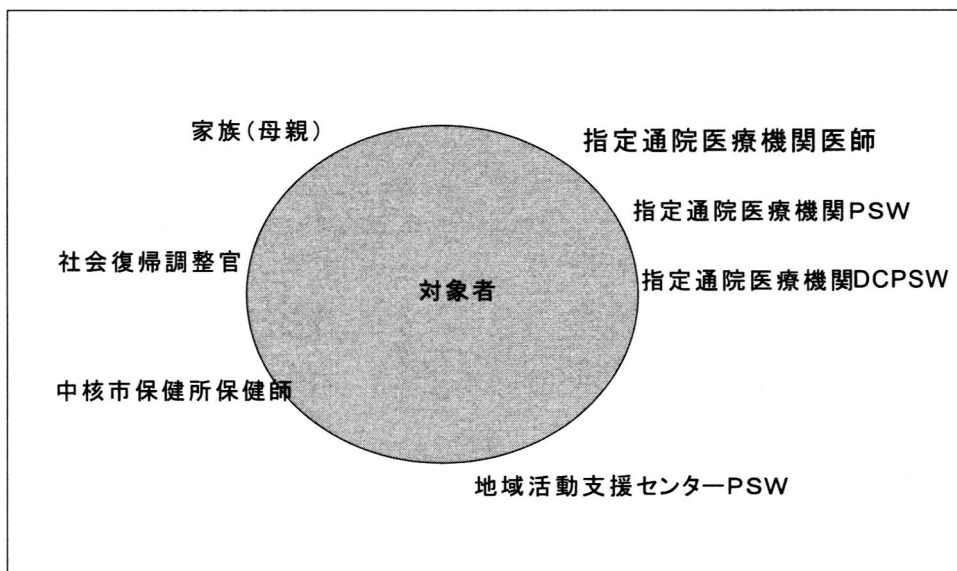 家族(母親)
指定通院医療機関医師
指定通院医療機関PSW
社会復帰調整官
指定通院医療機関DCPSW
対象者
中核市保健所保健師
地域活動支援センターPSW